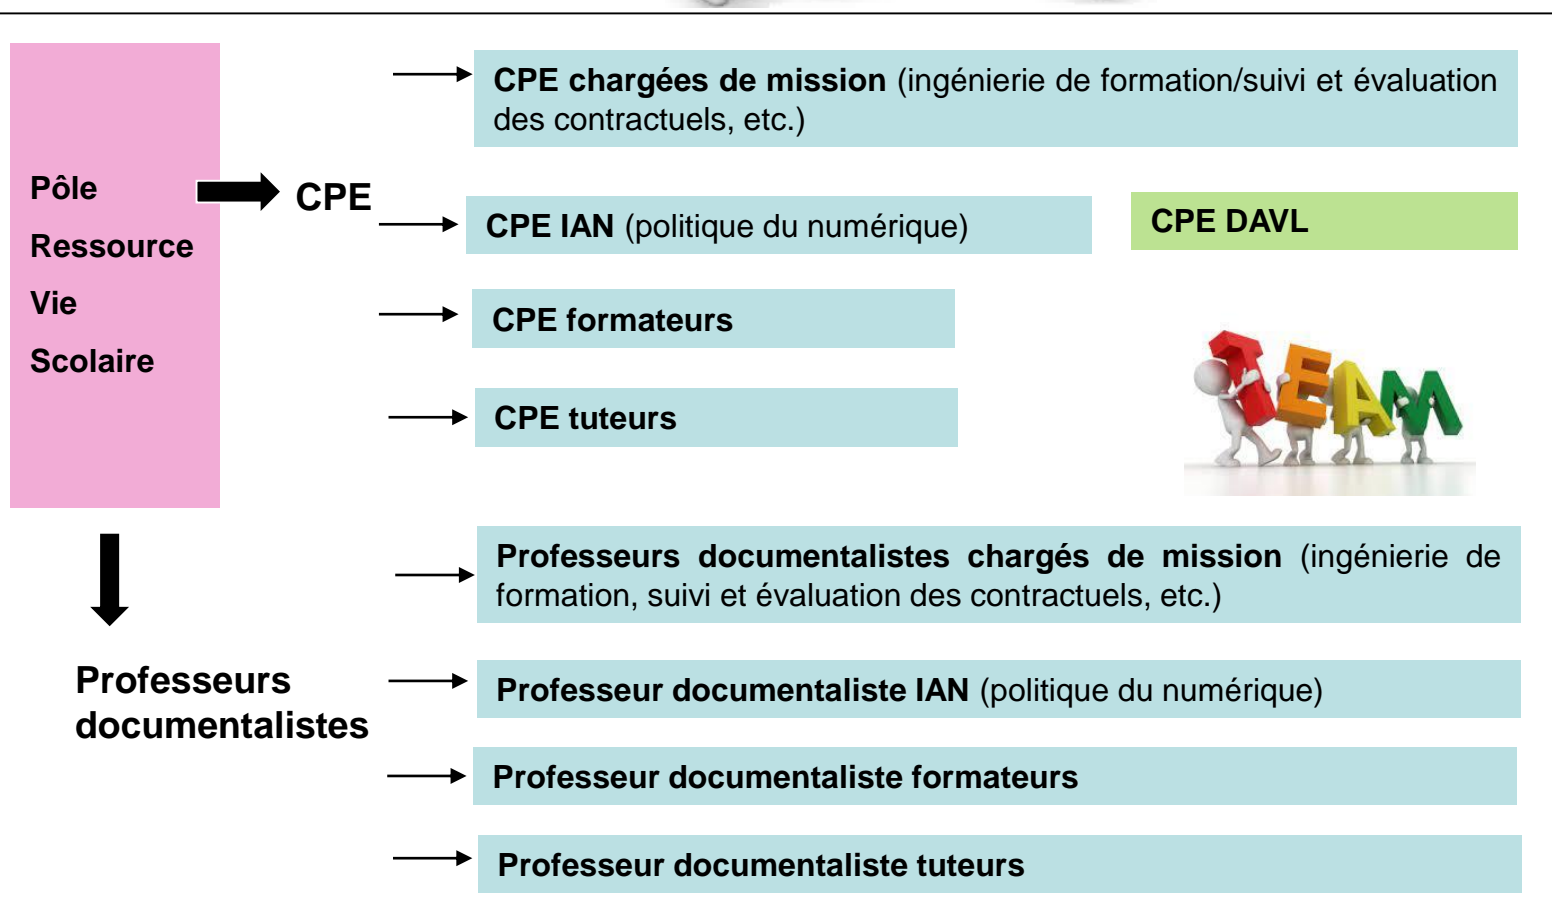 Pôle
Ressource
Vie
Scolaire
CPE
CPE chargées de mission (ingénierie de formation/suivi et évaluation
des contractuels, etc.)
CPE IAN (politique du numérique)
CPE DAVL
CPE formateurs
CPE tuteurs
TEAM
Professeurs
documentalistes
Professeurs documentalistes chargés de mission (ingénierie de
formation, suivi et évaluation des contractuels, etc.)
Professeur documentaliste IAN (politique du numérique)
Professeur documentaliste formateurs
Professeur documentaliste tuteurs